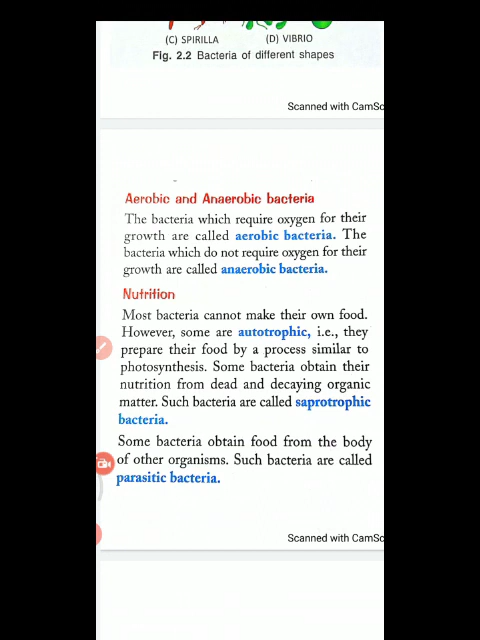 (C) SPIRILLA (D) VIBRIO
Fig. 2.2 Bacteria of different shapes
Scanned with CamSc
Aerobic and Anaerobic bacteria
The bacteria which require oxygen for their
growth are called aerobic bacteria. The
bacteria which do not require oxygen for their
growth are called anaerobic bacteria.
Nutrition
Most bacteria cannot make their own food.
However, some are autotrophic, i.e., they
prepare their food by a process similar to
photosynthesis. Some bacteria obtain their
nutrition from dead and decaying organic
matter. Such bacteria are called saprotrophic
bacteria.
Some bacteria obtain food from the body
of other organisms. Such bacteria are called
parasitic bacteria.
Scanned with CamSc